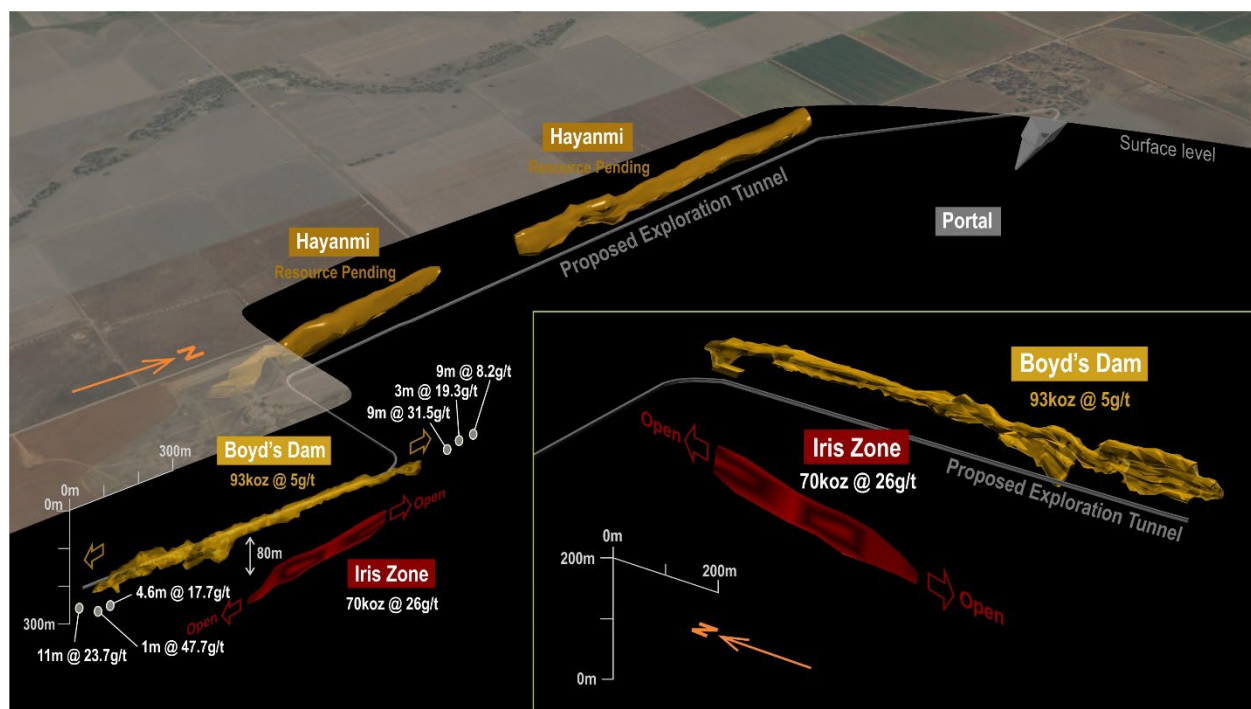 Hayanmi
Resource Pending
Surface level
Proposed Exploration Tunnel
Portal
Hayanmi
Resource Pending
N
9m @ 8.2g/t
3m @ 19.3g/t
9m @ 31.5g/t
Boyd's Dam
93koz @ 5g/t
300m
0m
0m
300m
80m
Open
Iris Zone
70koz @ 26g/t
Open
4.6m @ 17.7g/t
1m @ 47.7g/t
11m @ 23.7g/t
Boyd's Dam
93koz @ 5g/t
Open
Iris Zone
70koz @ 26g/t
Proposed Exploration Tunnel
0m
200m
200m
0m
Open
N